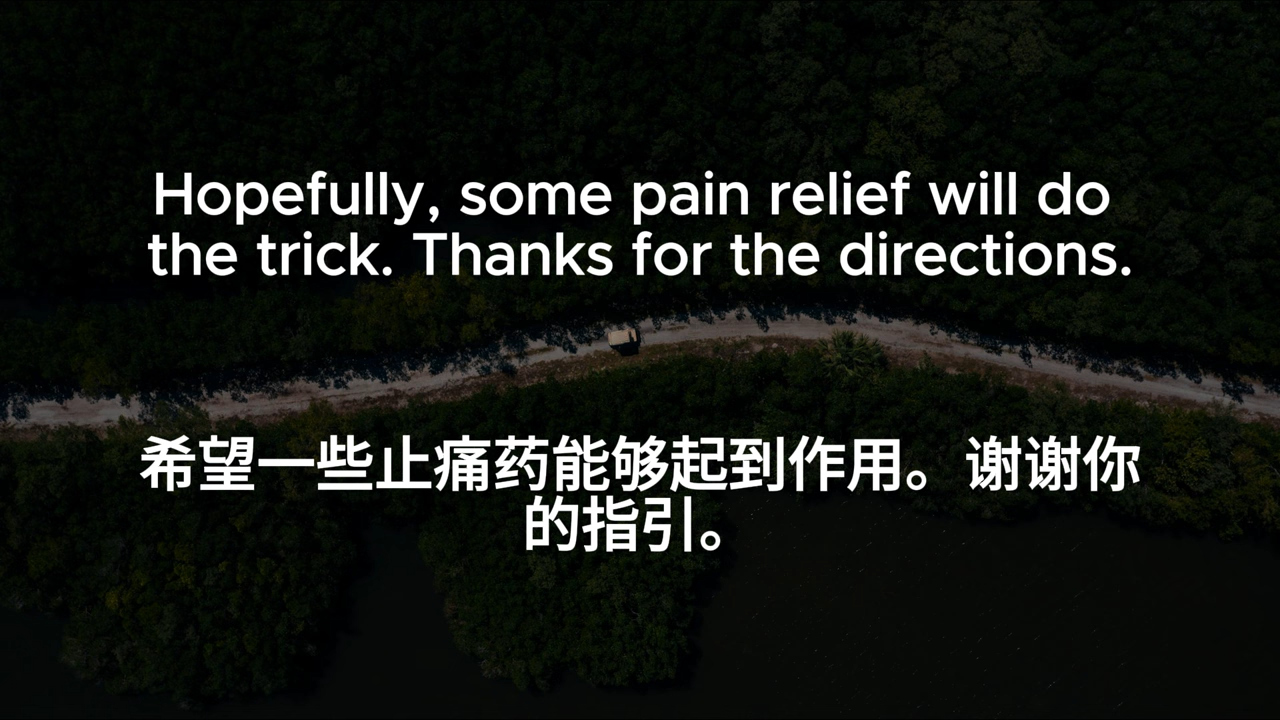 Hopefully, some pain relief will do
the trick. Thanks for the directions.
希望一些止痛药能够起到作用。谢谢你
的指引。